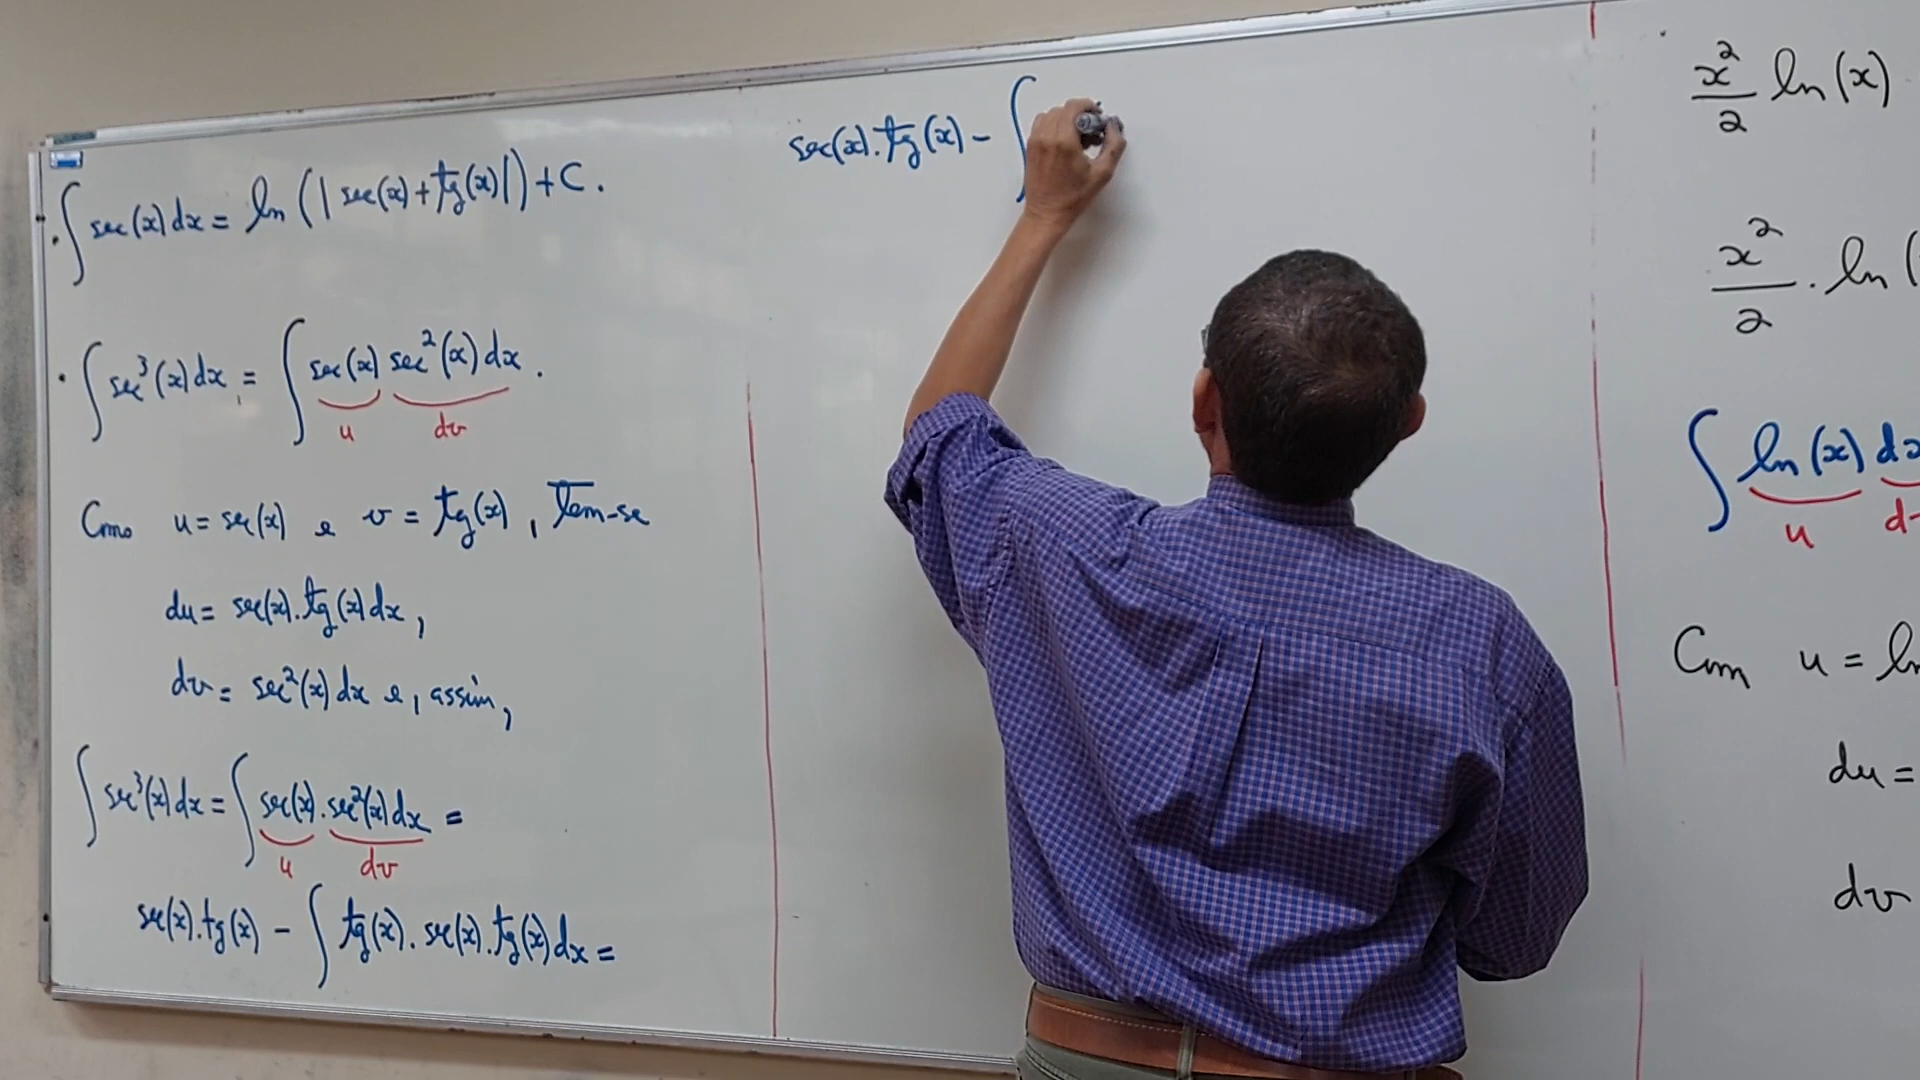 ∫ sec(x) dx = ln (| sec(x) + tg(x) |) + C .
∫ sec³(x) dx = ∫ sec(x) sec²(x) dx .
u dv
Como u = sec(x) e v = tg(x) , tem-se
du = sec(x) . tg(x) dx ,
dv = sec²(x) dx e, assim,
∫ sec³(x) dx = ∫ sec(x) . sec²(x) dx =
u dv
sec(x) . tg(x) - ∫ tg(x) . sec(x) . tg(x) dx =
sec(x) . tg(x) - ∫
x²/2 ln (x)
x²/2 . ln (
∫ ln (x) dx
u
Com u = ln
du =
dv